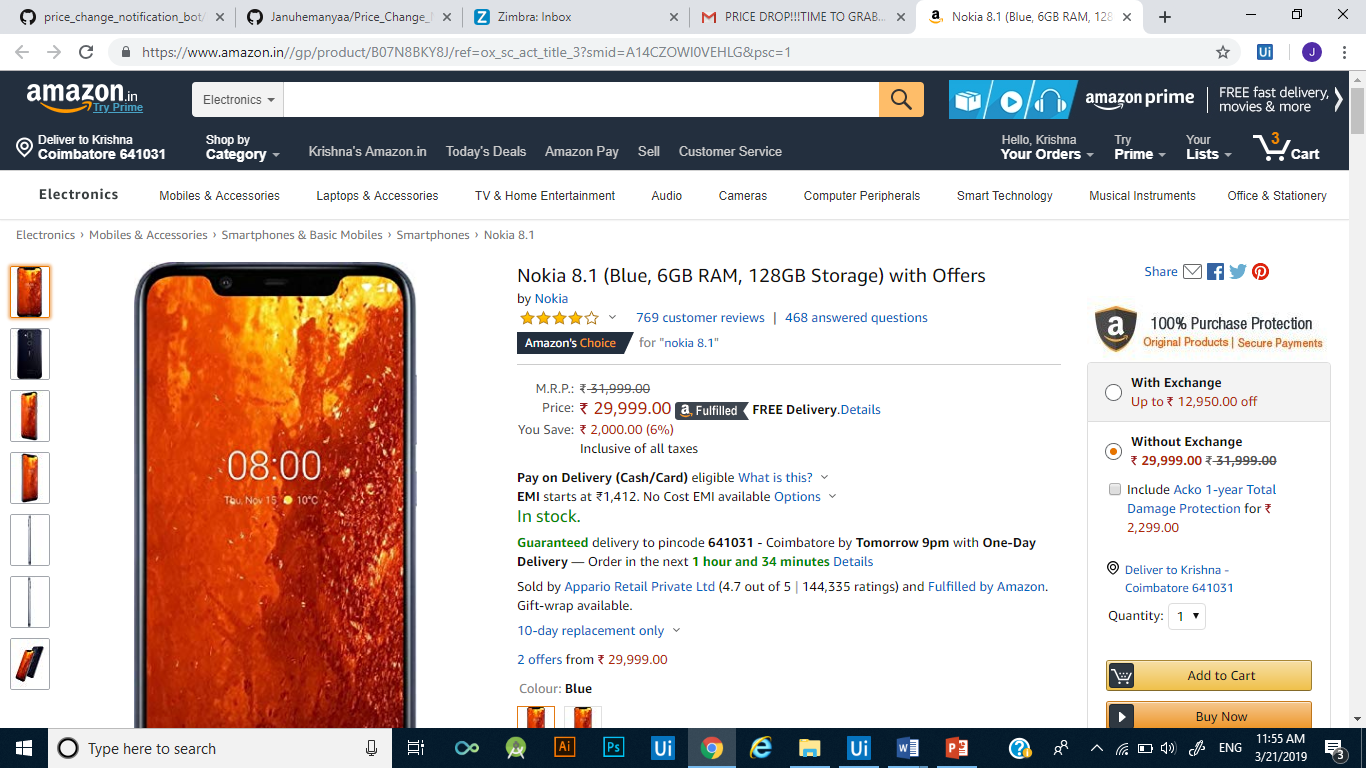 price_change_notification_bot/
Januhemanyaa/Price_Change_N
Zimbra: Inbox
PRICE DROP!!!TIME TO GRAB...
Nokia 8.1 (Blue, 6GB RAM, 128
https://www.amazon.in//gp/product/B07N8BKY8J/ref=ox_sc_act_title_3?smid=A14CZOWI0VEHLG&psc=1
Ui
J
amazon.in
Try Prime
Electronics
amazon prime
FREE fast delivery, movies & more
Deliver to Krishna
Coimbatore 641031
Shop by
Category
Krishna's Amazon.in Today's Deals Amazon Pay Sell Customer Service
Hello, Krishna
Your Orders
Try
Prime
Your
Lists
3
Cart
Electronics Mobiles & Accessories Laptops & Accessories TV & Home Entertainment Audio Cameras Computer Peripherals Smart Technology Musical Instruments Office & Stationery
Electronics › Mobiles & Accessories › Smartphones & Basic Mobiles › Smartphones › Nokia 8.1
08:00
Thu, Nov 15 10°C
Nokia 8.1 (Blue, 6GB RAM, 128GB Storage) with Offers
by Nokia
769 customer reviews | 468 answered questions
Amazon's Choice for "nokia 8.1"
M.R.P.: ₹ 31,999.00
Price: ₹ 29,999.00 a Fulfilled FREE Delivery.Details
You Save: ₹ 2,000.00 (6%)
Inclusive of all taxes
Pay on Delivery (Cash/Card) eligible What is this?
EMI starts at ₹1,412. No Cost EMI available Options
In stock.
Guaranteed delivery to pincode 641031 - Coimbatore by Tomorrow 9pm with One-Day
Delivery — Order in the next 1 hour and 34 minutes Details
Sold by Appario Retail Private Ltd (4.7 out of 5 | 144,335 ratings) and Fulfilled by Amazon.
Gift-wrap available.
10-day replacement only
2 offers from ₹ 29,999.00
Colour: Blue
Share
a
100% Purchase Protection
Original Products | Secure Payments
With Exchange
Up to ₹ 12,950.00 off
Without Exchange
₹ 29,999.00 ₹ 31,999.00
Include Acko 1-year Total
Damage Protection for ₹
2,299.00
Deliver to Krishna -
Coimbatore 641031
Quantity: 1
Add to Cart
Buy Now
Type here to search
Ai
Ps
Ui
Ui
ENG
11:55 AM
3/21/2019
3